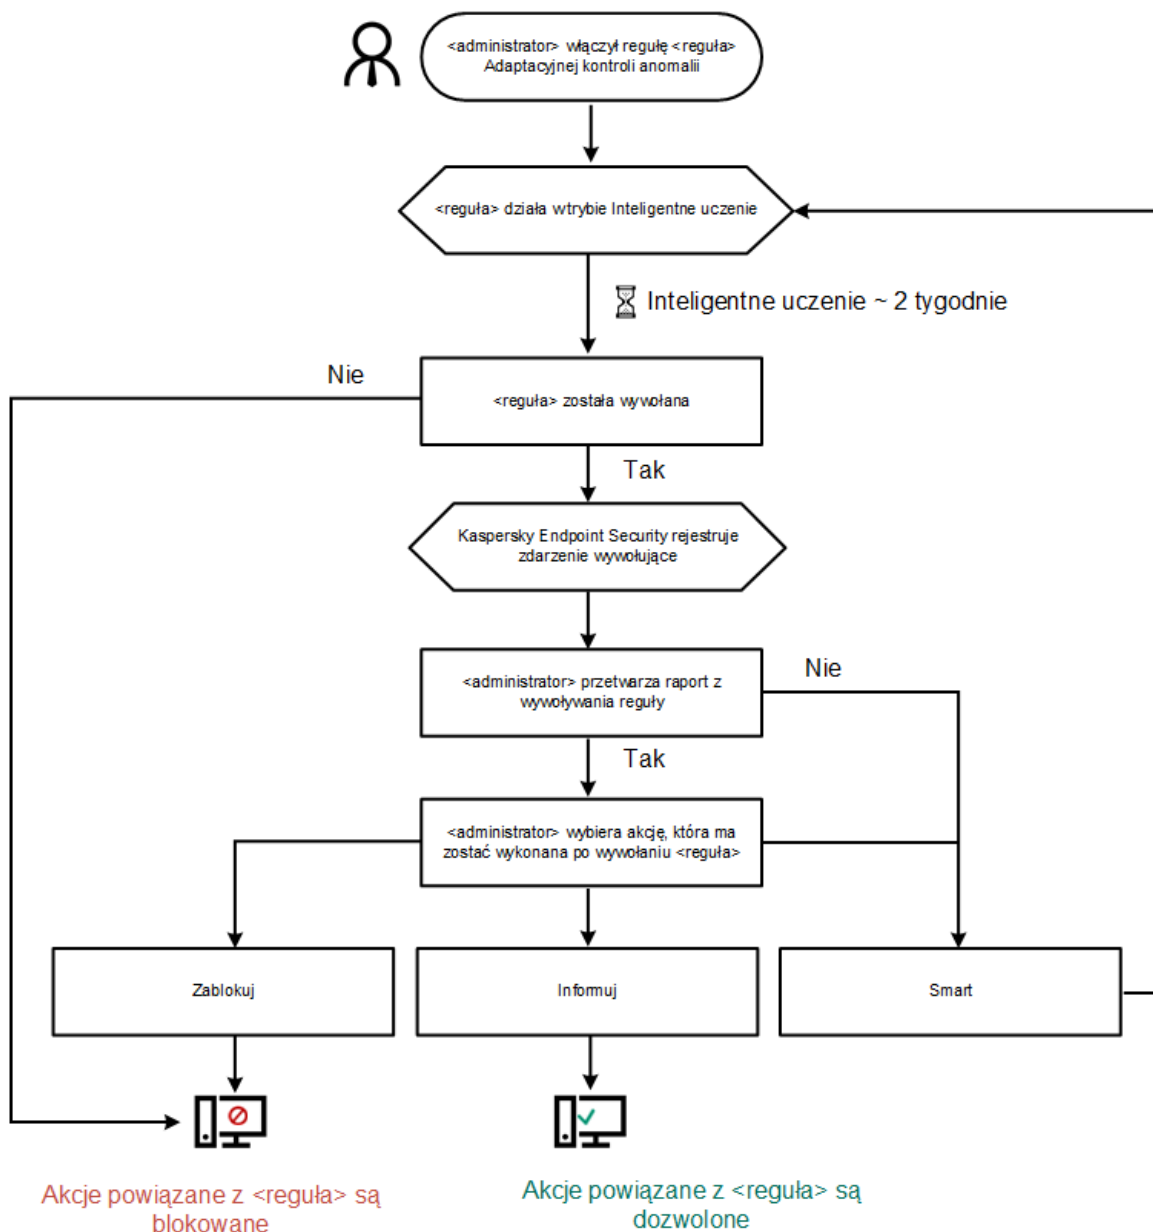 <administrator> włączył regułę <reguła>
Adaptacyjnej kontroli anomalii
<reguła> działa wtrybie Inteligentne uczenie
Inteligentne uczenie ~ 2 tygodnie
Nie
<reguła> została wywołana
Tak
Kaspersky Endpoint Security rejestruje
zdarzenie wywołujące
<administrator> przetwarza raport z
wywoływania reguły
Nie
Tak
<administrator> wybiera akcję, która ma
zostać wykonana po wywołaniu <reguła>
Zablokuj
Informuj
Smart
Akcje powiązane z <reguła> są
blokowane
Akcje powiązane z <reguła> są
dozwolone